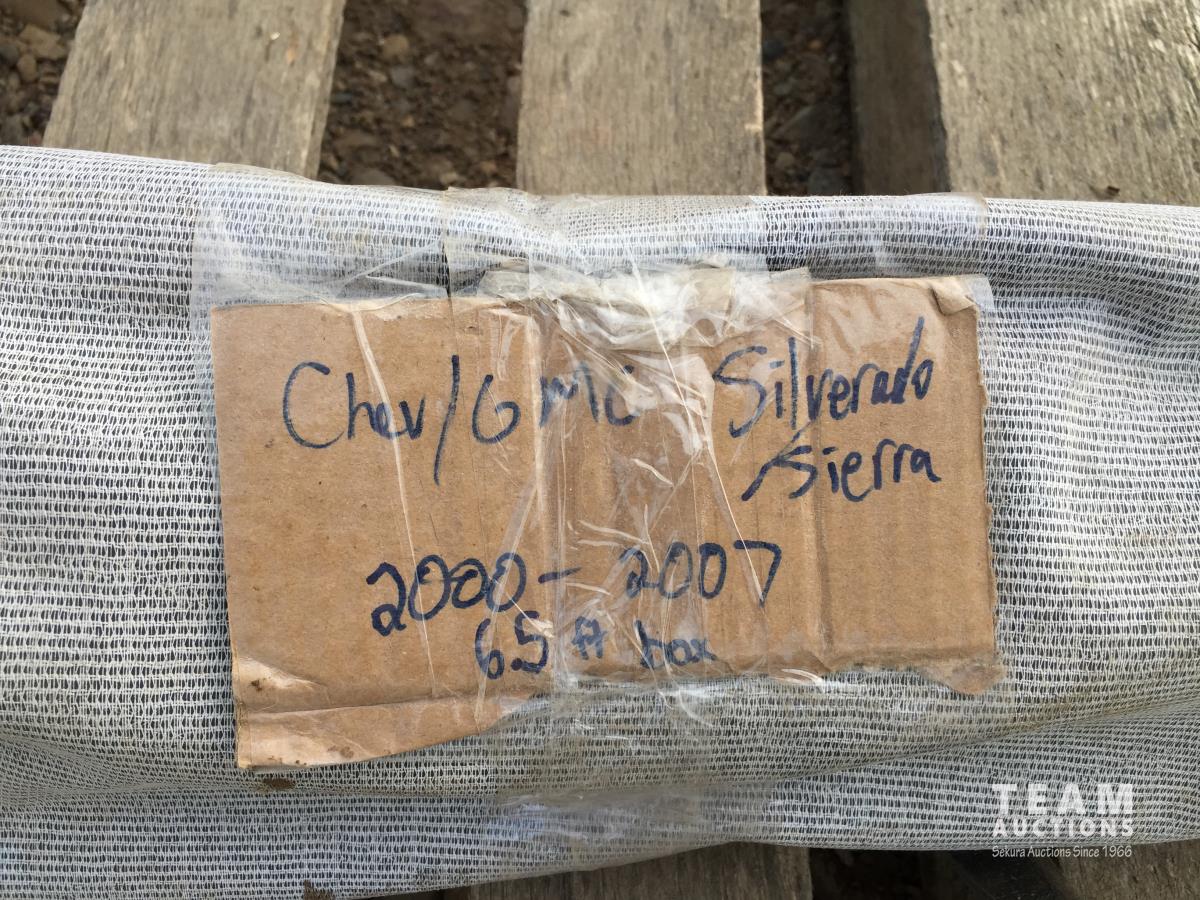 Chev/GMC Silverado
/Sierra
2000-2007
6.5 ft box
TEAM
AUCTIONS
Sekura Auctions Since 1966